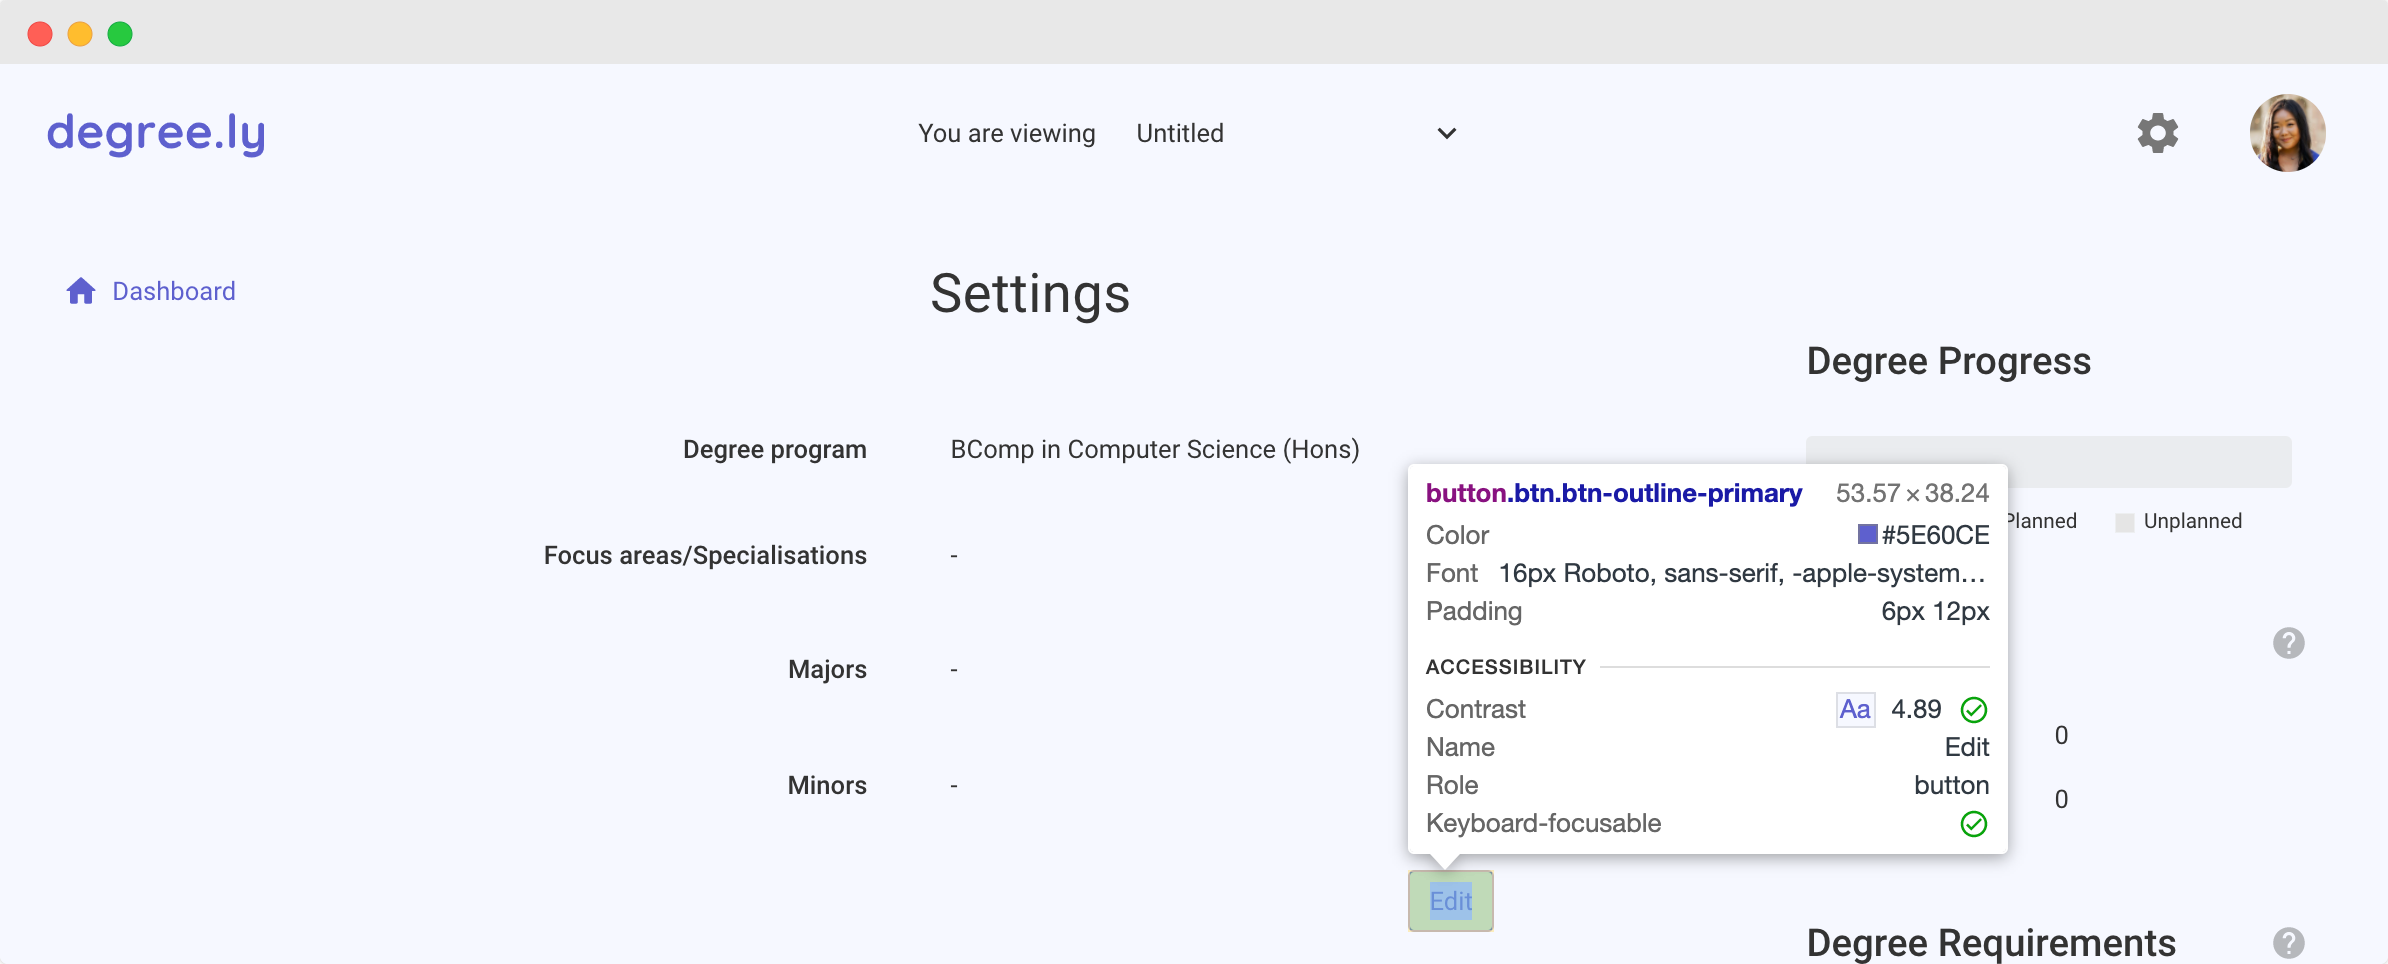 degree.ly
You are viewing Untitled
Dashboard
Settings
Degree program BComp in Computer Science (Hons)
Focus areas/Specialisations -
Majors -
Minors -
button.btn.btn-outline-primary 53.57 × 38.24
Color #5E60CE
Font 16px Roboto, sans-serif, -apple-system…
Padding 6px 12px
ACCESSIBILITY
Contrast Aa 4.89
Name Edit
Role button
Keyboard-focusable
Edit
Degree Progress
Planned Unplanned
?
0
0
Degree Requirements ?